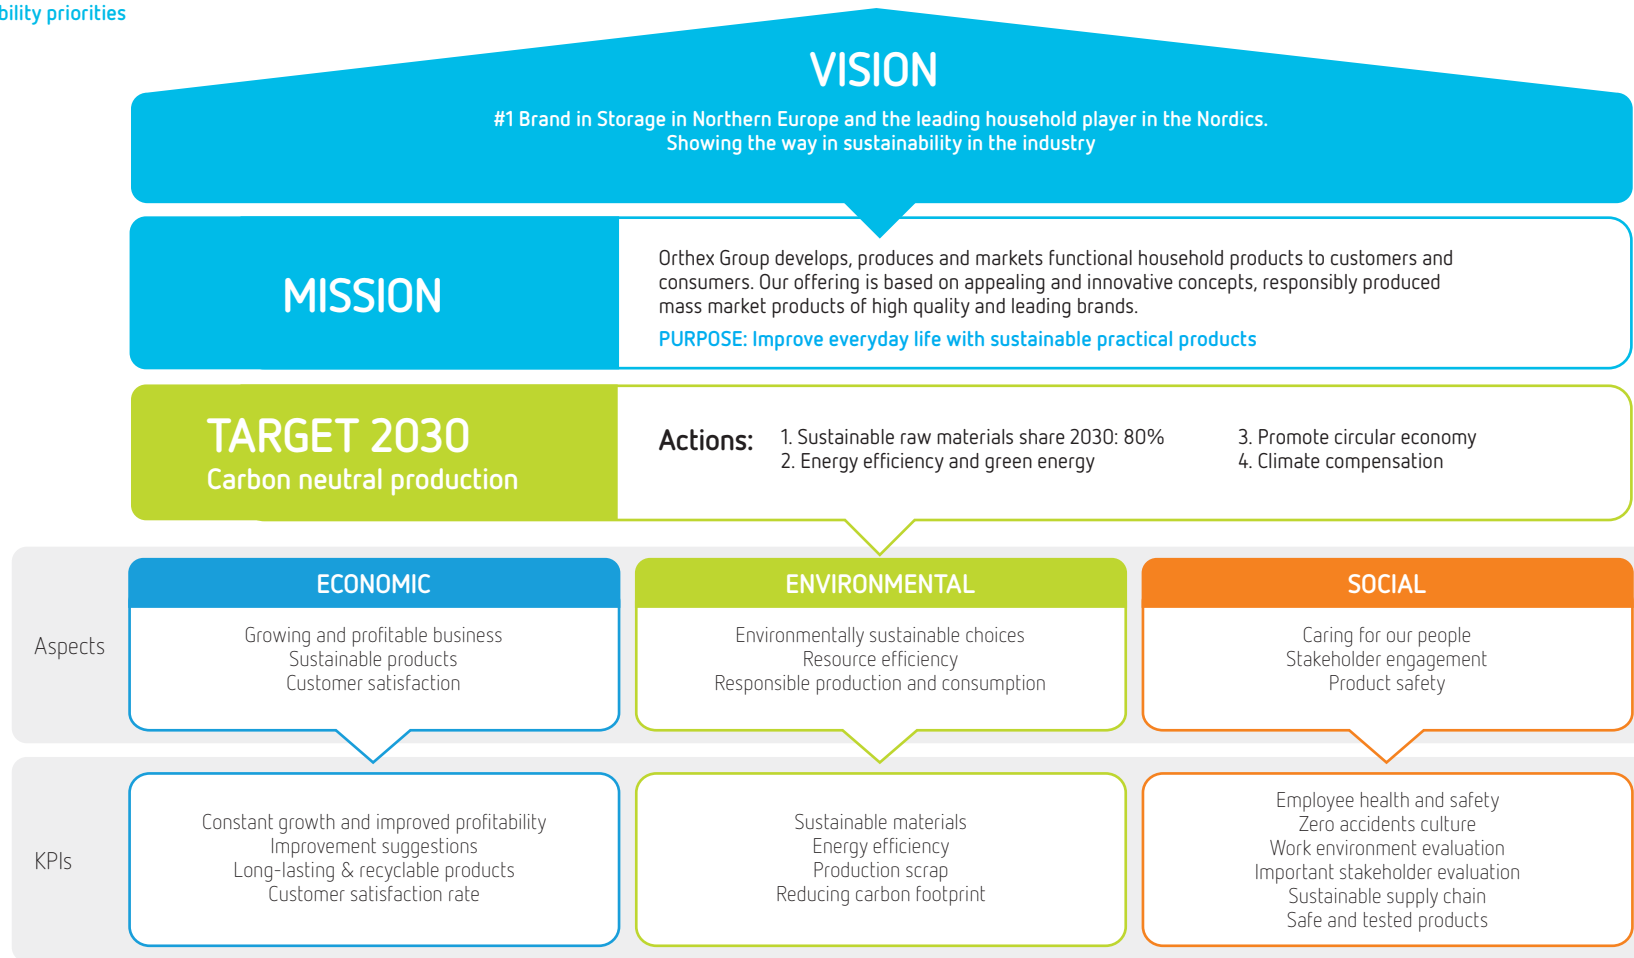 bility priorities
VISION
#1 Brand in Storage in Northern Europe and the leading household player in the Nordics.
Showing the way in sustainability in the industry
MISSION
Orthex Group develops, produces and markets functional household products to customers and
consumers. Our offering is based on appealing and innovative concepts, responsibly produced
mass market products of high quality and leading brands.
PURPOSE: Improve everyday life with sustainable practical products
TARGET 2030
Carbon neutral production
Actions:
1. Sustainable raw materials share 2030: 80%
2. Energy efficiency and green energy
3. Promote circular economy
4. Climate compensation
Aspects
ECONOMIC
Growing and profitable business
Sustainable products
Customer satisfaction
ENVIRONMENTAL
Environmentally sustainable choices
Resource efficiency
Responsible production and consumption
SOCIAL
Caring for our people
Stakeholder engagement
Product safety
KPIs
Constant growth and improved profitability
Improvement suggestions
Long-lasting & recyclable products
Customer satisfaction rate
Sustainable materials
Energy efficiency
Production scrap
Reducing carbon footprint
Employee health and safety
Zero accidents culture
Work environment evaluation
Important stakeholder evaluation
Sustainable supply chain
Safe and tested products